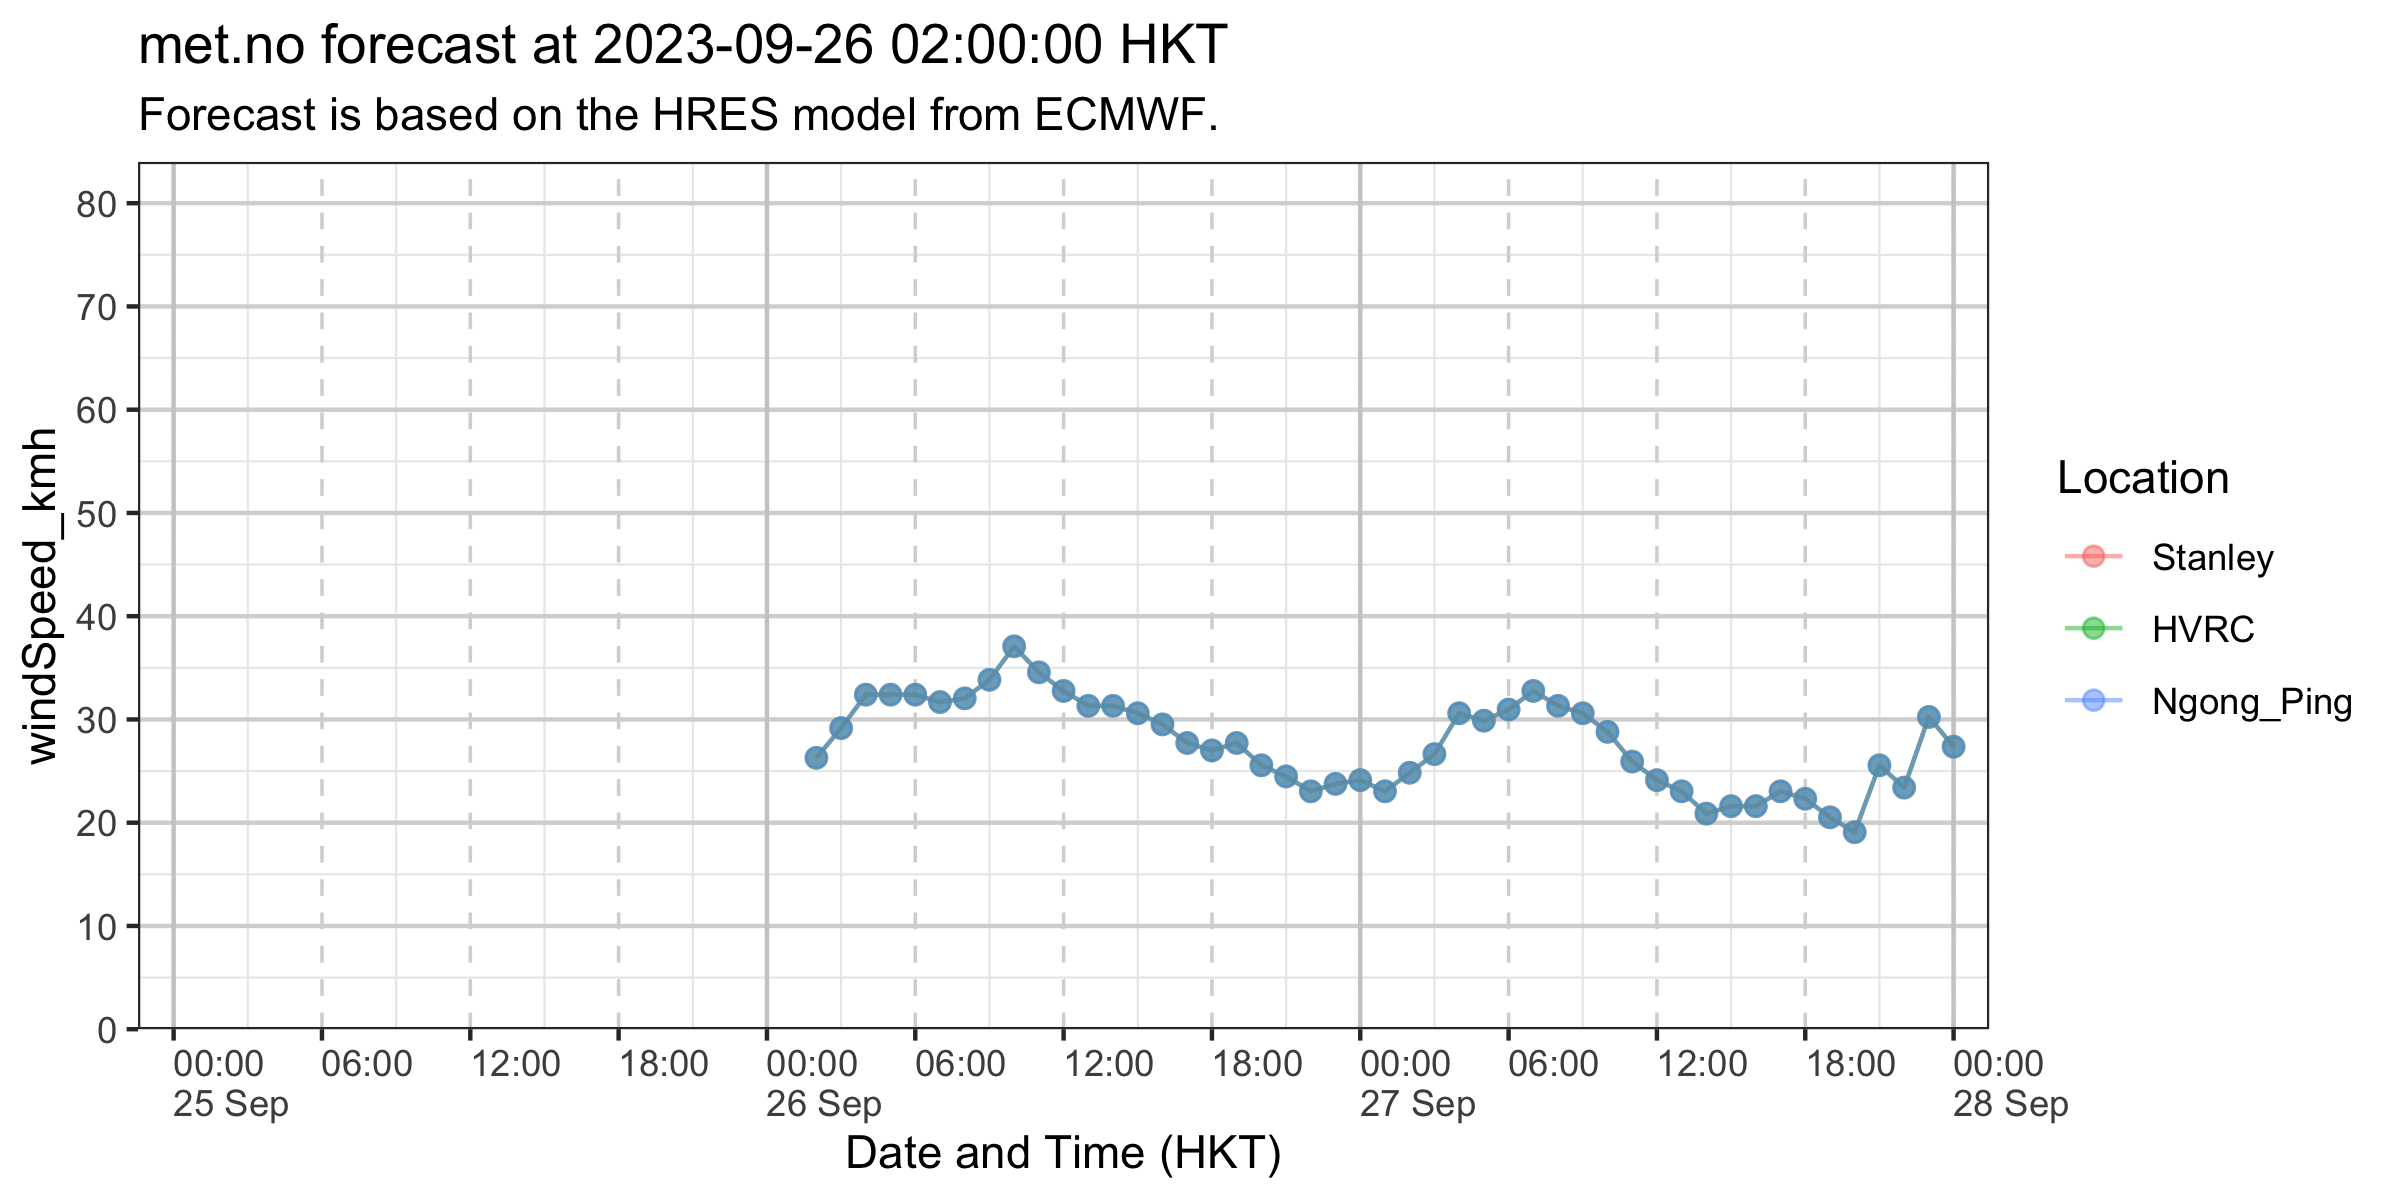 met.no forecast at 2023-09-26 02:00:00 HKT
Forecast is based on the HRES model from ECMWF.
windSpeed_kmh
80
70
60
50
40
30
20
10
0
00:00 06:00 12:00 18:00 00:00 06:00 12:00 18:00 00:00 06:00 12:00 18:00 00:00
25 Sep 26 Sep 27 Sep 28 Sep
Date and Time (HKT)
Location
Stanley
HVRC
Ngong_Ping